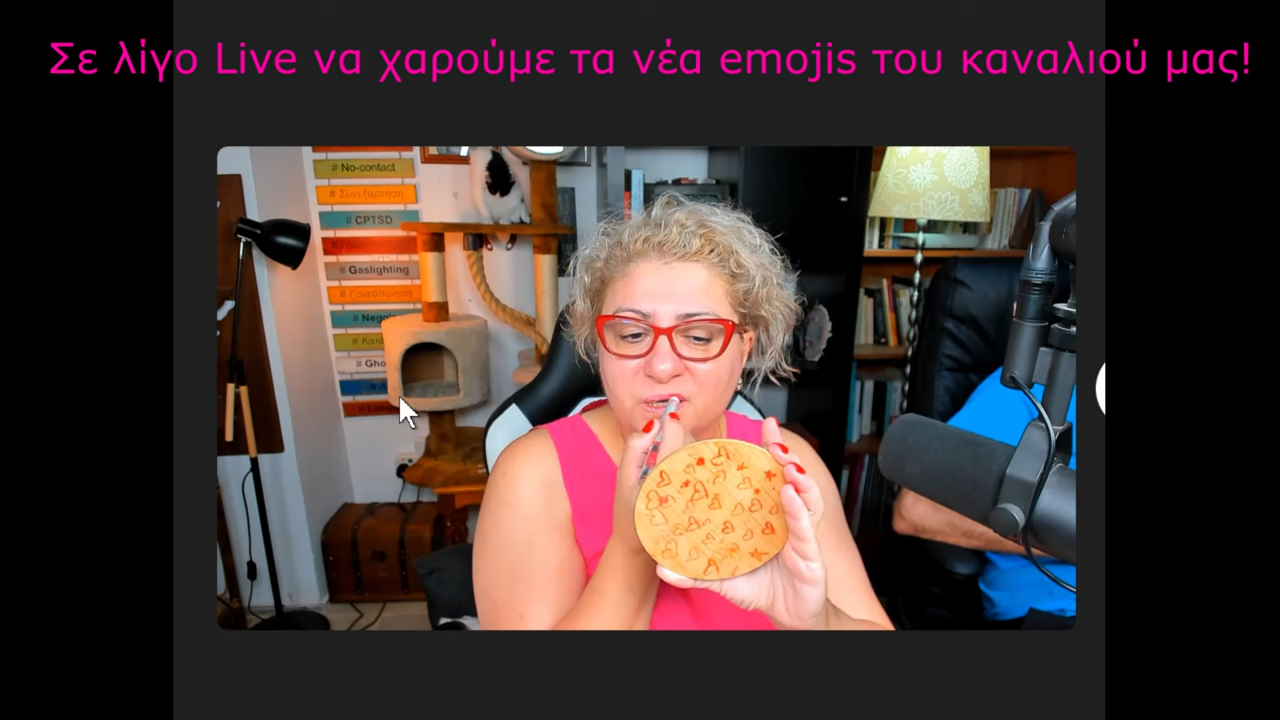 Σε λίγο Live να χαρούμε τα νέα emojis του καναλιού μας!
# No-contact
# Συνεξάρτηση
# CPTSD
# Gaslighting
# Γονεοποίηση